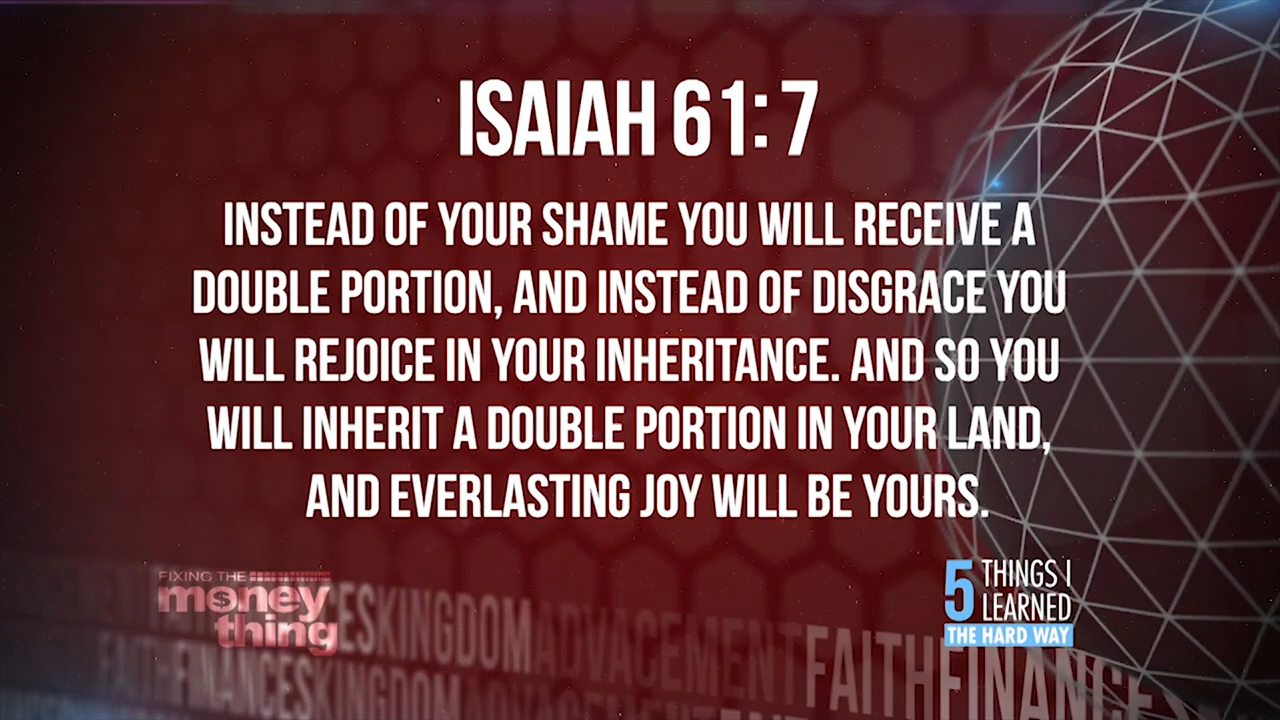 ISAIAH 61:7
INSTEAD OF YOUR SHAME YOU WILL RECEIVE A
DOUBLE PORTION, AND INSTEAD OF DISGRACE YOU
WILL REJOICE IN YOUR INHERITANCE. AND SO YOU
WILL INHERIT A DOUBLE PORTION IN YOUR LAND,
AND EVERLASTING JOY WILL BE YOURS.
FIXING THE
money
thing
5 THINGS I
LEARNED
THE HARD WAY
KINGDOMADVACEMENTFAITHFINANCES
FAITHFINANCESKINGDOM